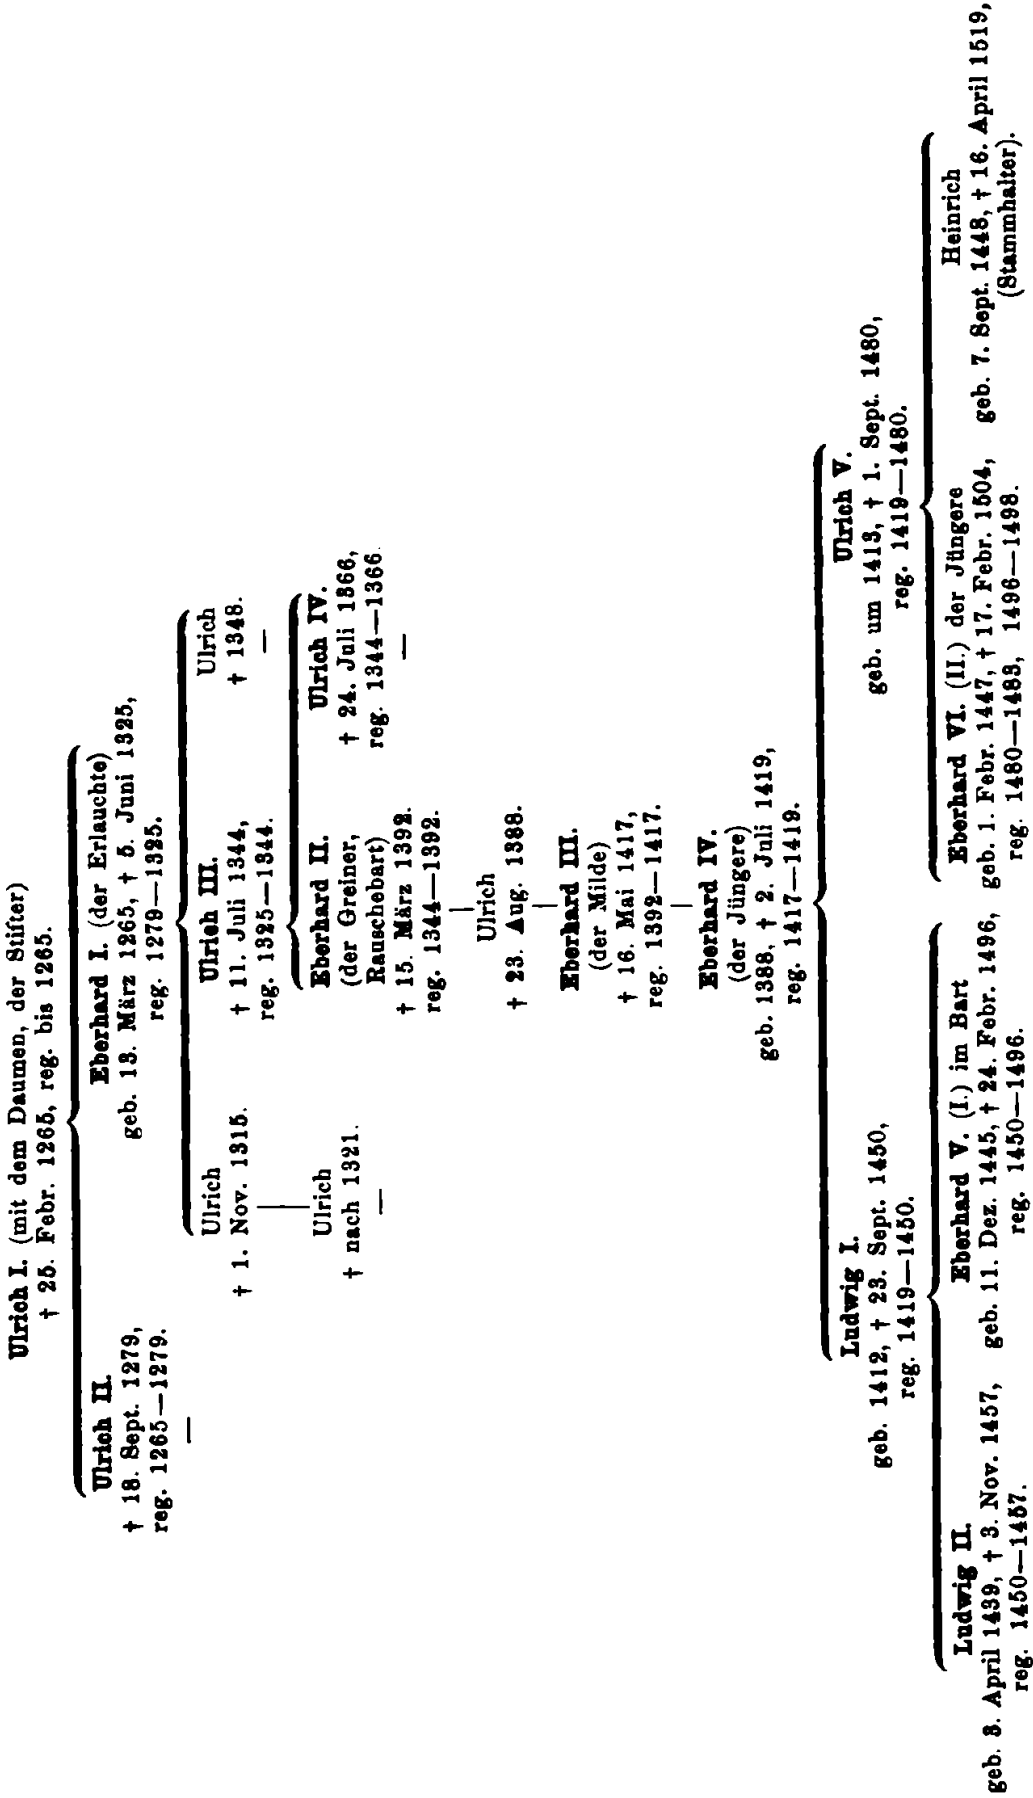 Ulrich I. (mit dem Daumen, der Stifter)
† 25. Febr. 1265, reg. bis 1265.
Ulrich II.
† 18. Sept. 1279,
reg. 1265—1279.
—
Eberhard I. (der Erlauchte)
geb. 13. März 1265, † 5. Juni 1325,
reg. 1279—1325.
Ulrich
† 1. Nov. 1315.
Ulrich
† nach 1321.
—
Ulrich III.
† 11. Juli 1344,
reg. 1325—1344.
Ulrich
† 1348.
—
Eberhard II.
(der Greiner,
Rauschebart)
† 15. März 1392.
reg. 1344—1392.
Ulrich IV.
† 24. Juli 1366,
reg. 1344—1366.
—
Ulrich
† 23. Aug. 1388.
Eberhard III.
(der Milde)
† 16. Mai 1417,
reg. 1392—1417.
Eberhard IV.
(der Jüngere)
geb. 1388, † 2. Juli 1419,
reg. 1417—1419.
Ludwig I.
geb. 1412, † 23. Sept. 1450,
reg. 1419—1450.
Ulrich V.
geb. um 1413, † 1. Sept. 1480,
reg. 1419—1480.
Ludwig II.
geb. 3. April 1439, † 3. Nov. 1457,
reg. 1450—1457.
Eberhard V. (I.) im Bart
geb. 11. Dez. 1445, † 24. Febr. 1496,
reg. 1450—1496.
Eberhard VI. (II.) der Jüngere
geb. 1. Febr. 1447, † 17. Febr. 1504,
reg. 1480—1483, 1496—1498.
Heinrich
geb. 7. Sept. 1448, † 16. April 1519,
(Stammhalter).